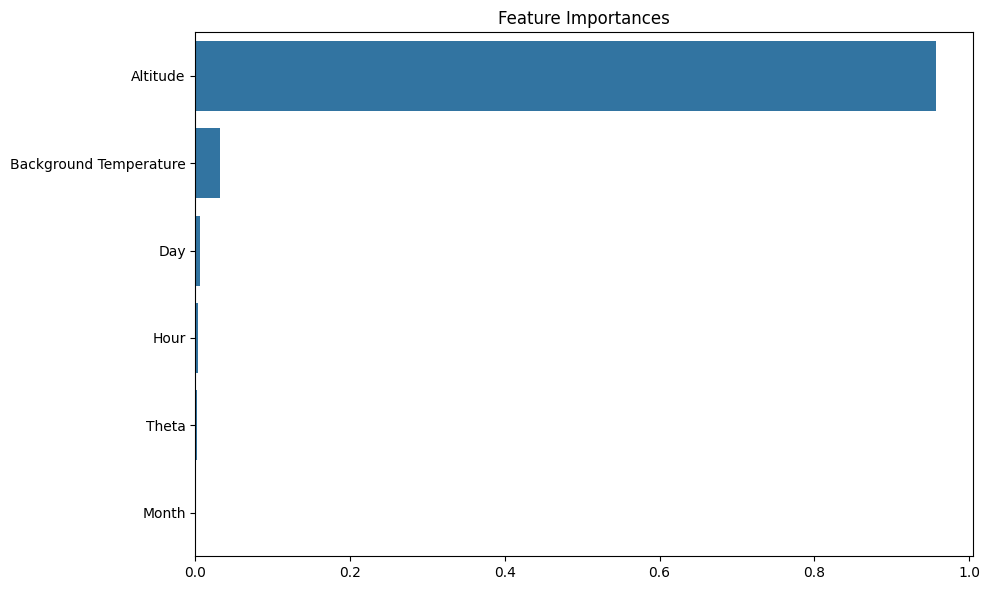 Feature Importances
Altitude
Background Temperature
Day
Hour
Theta
Month
0.0 0.2 0.4 0.6 0.8 1.0